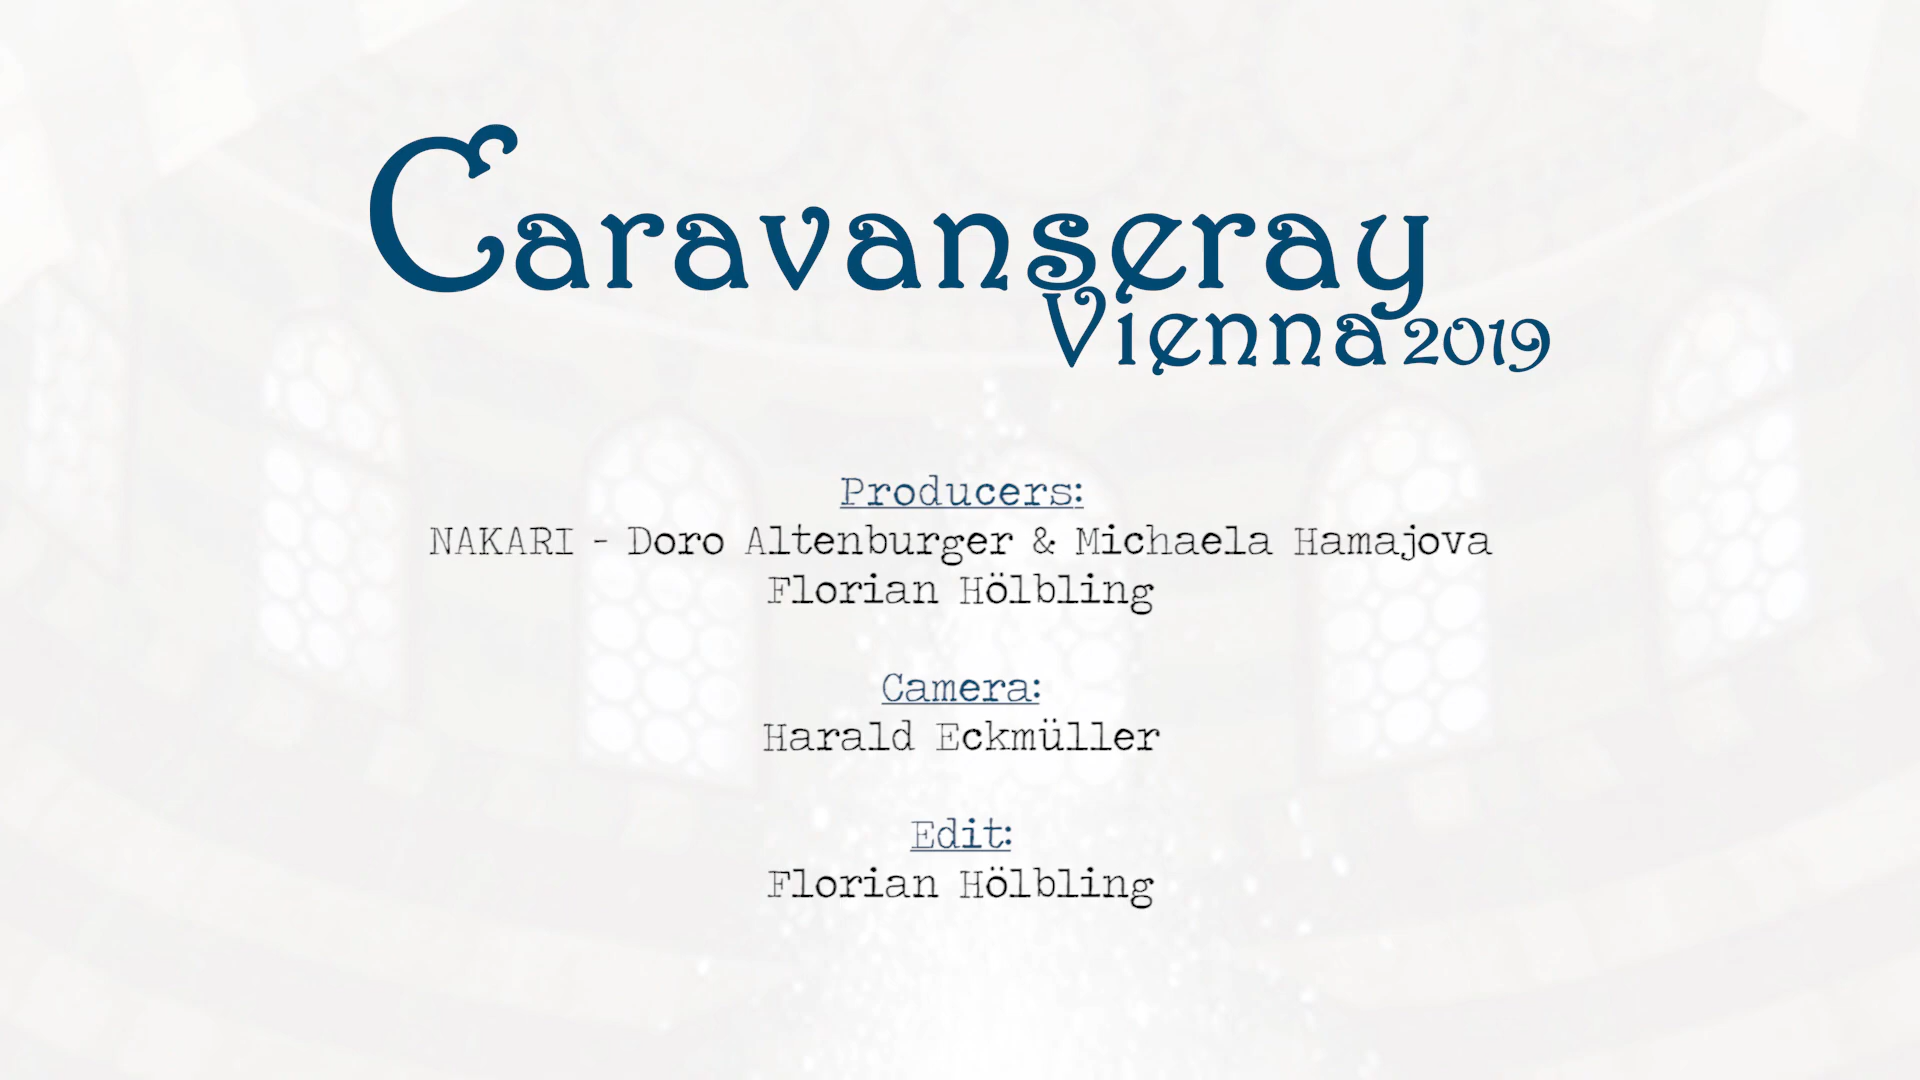 Caravanseray
Vienna 2019
Producers:
NAKARI - Doro Altenburger & Michaela Hamajova
Florian Hölbling
Camera:
Harald Eckmüller
Edit:
Florian Hölbling